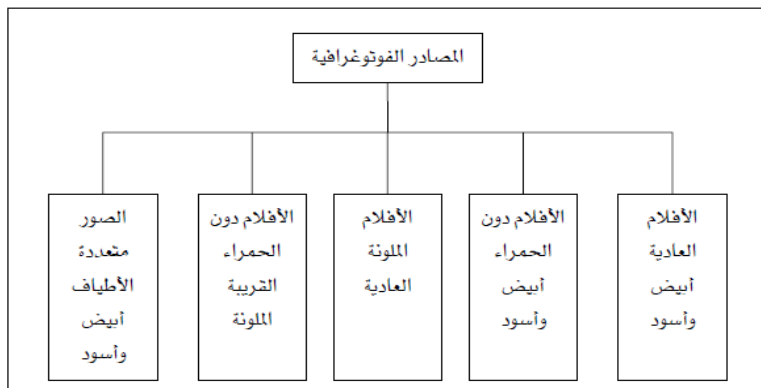 المصادر الفوتوغرافية
الأفلام
العادية
أبيض
وأسود
الأفلام دون
الحمراء
أبيض
وأسود
الأفلام
الملونة
العادية
الأفلام دون
الحمراء
القريبة
الملونة
الصور
متعددة
الأطياف
أبيض
وأسود